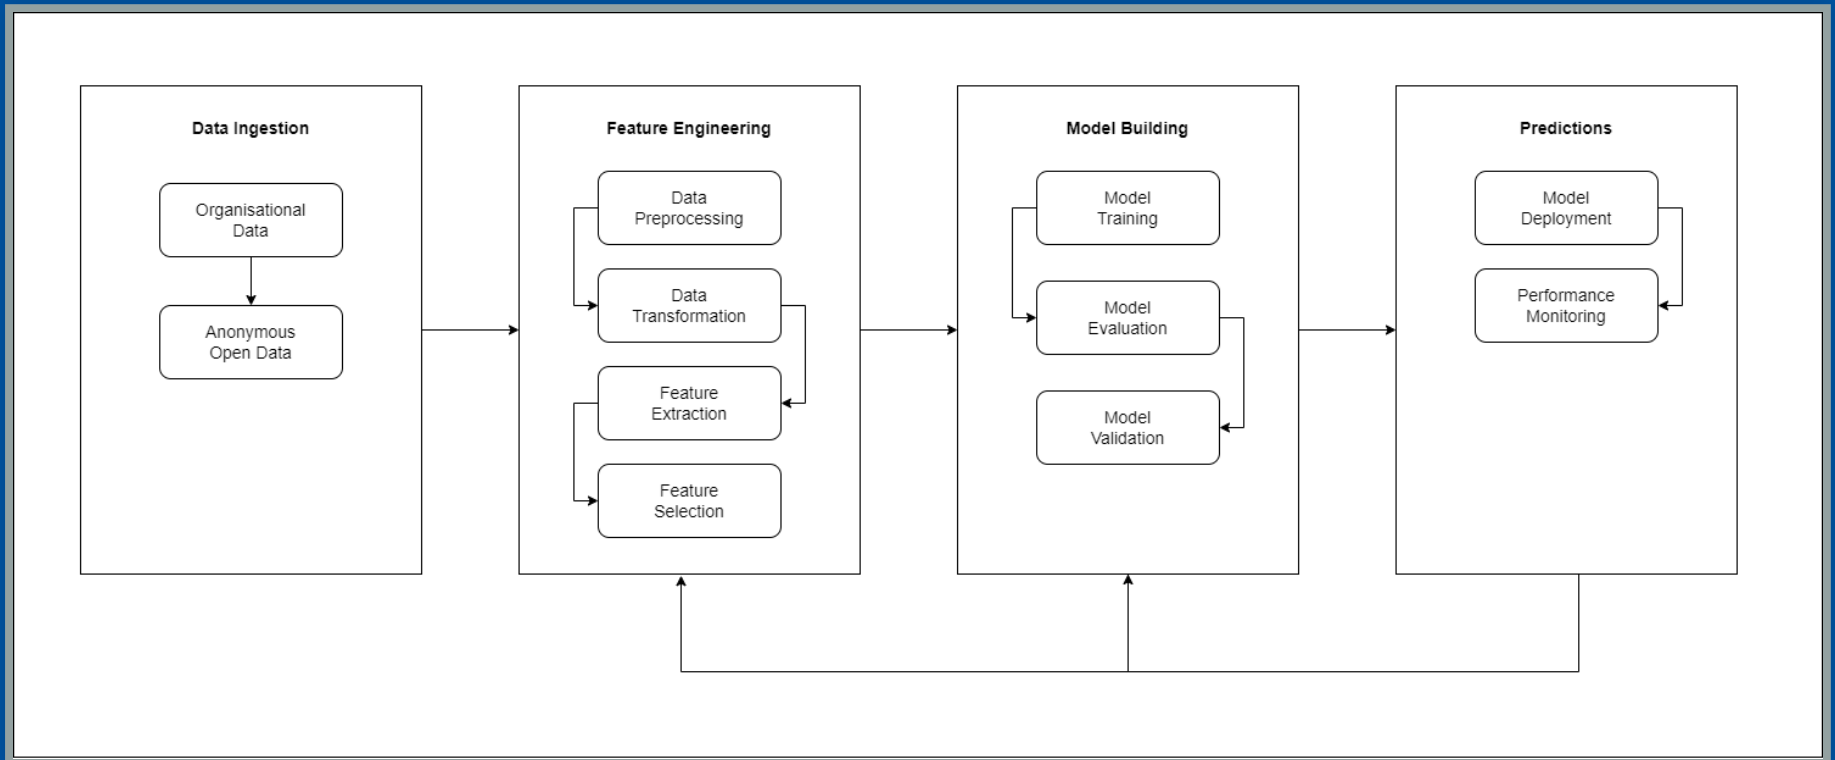 Data Ingestion
Organisational
Data
Anonymous
Open Data
Feature Engineering
Data
Preprocessing
Data
Transformation
Feature
Extraction
Feature
Selection
Model Building
Model
Training
Model
Evaluation
Model
Validation
Predictions
Model
Deployment
Performance
Monitoring